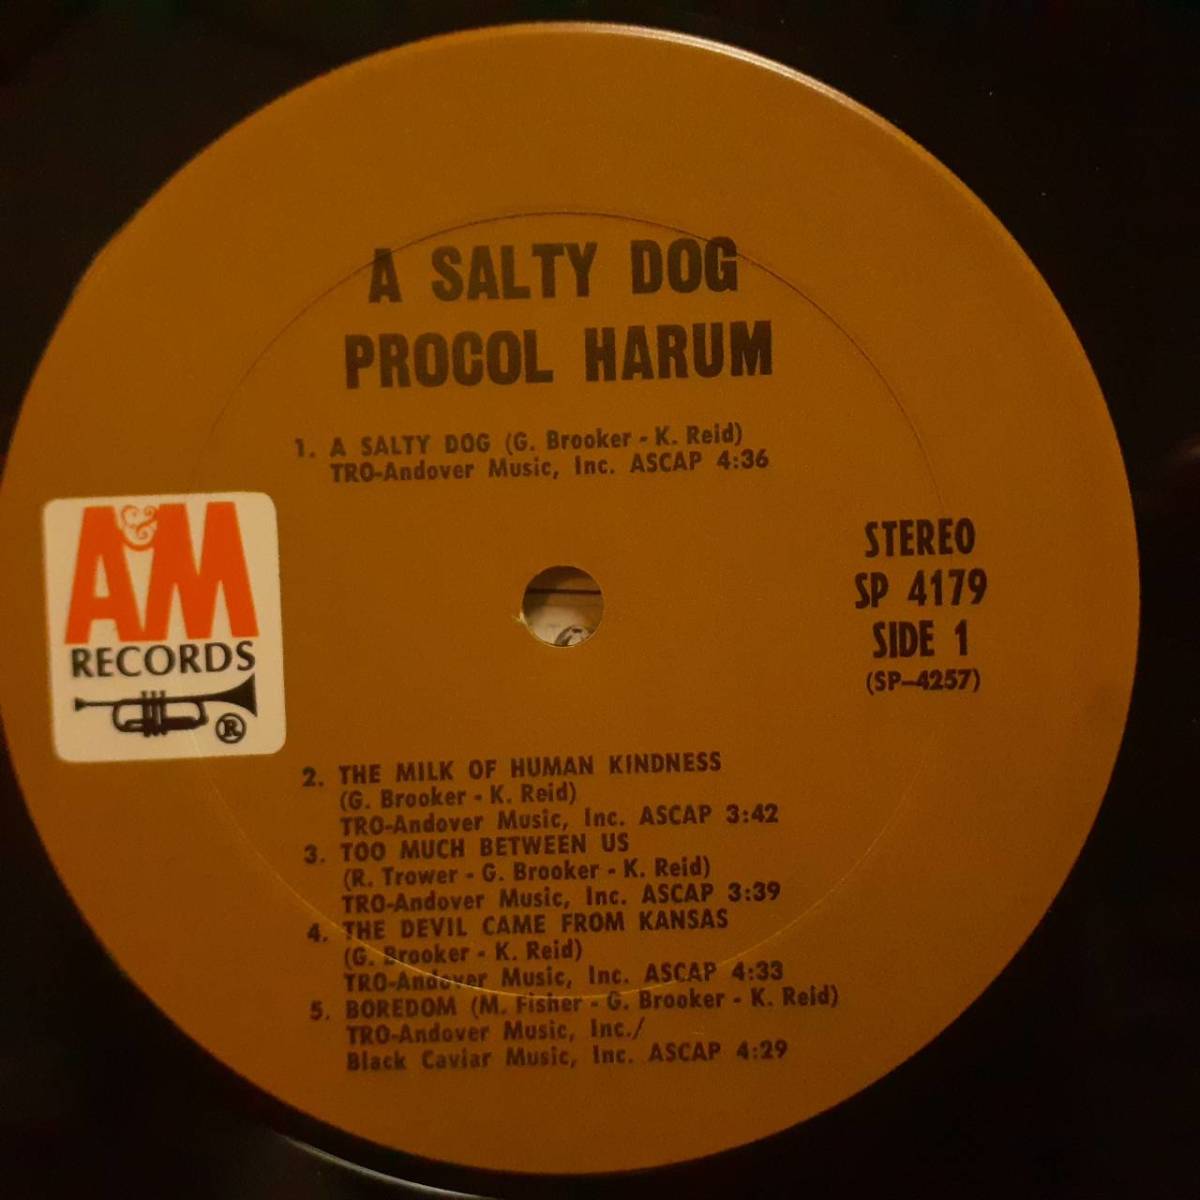 A SALTY DOG
PROCOL HARUM
1. A SALTY DOG (G. Brooker - K. Reid)
TRO-Andover Music, Inc. ASCAP 4:36
A&M
RECORDS
®
STEREO
SP 4179
SIDE 1
(SP-4257)
2. THE MILK OF HUMAN KINDNESS
(G. Brooker - K. Reid)
TRO-Andover Music, Inc. ASCAP 3:42
3. TOO MUCH BETWEEN US
(R. Trower - G. Brooker - K. Reid)
TRO-Andover Music, Inc. ASCAP 3:39
4. THE DEVIL CAME FROM KANSAS
(G. Brooker - K. Reid)
TRO-Andover Music, Inc. ASCAP 4:33
5. BOREDOM (M. Fisher - G. Brooker - K. Reid)
TRO-Andover Music, Inc./
Black Caviar Music, Inc. ASCAP 4:29